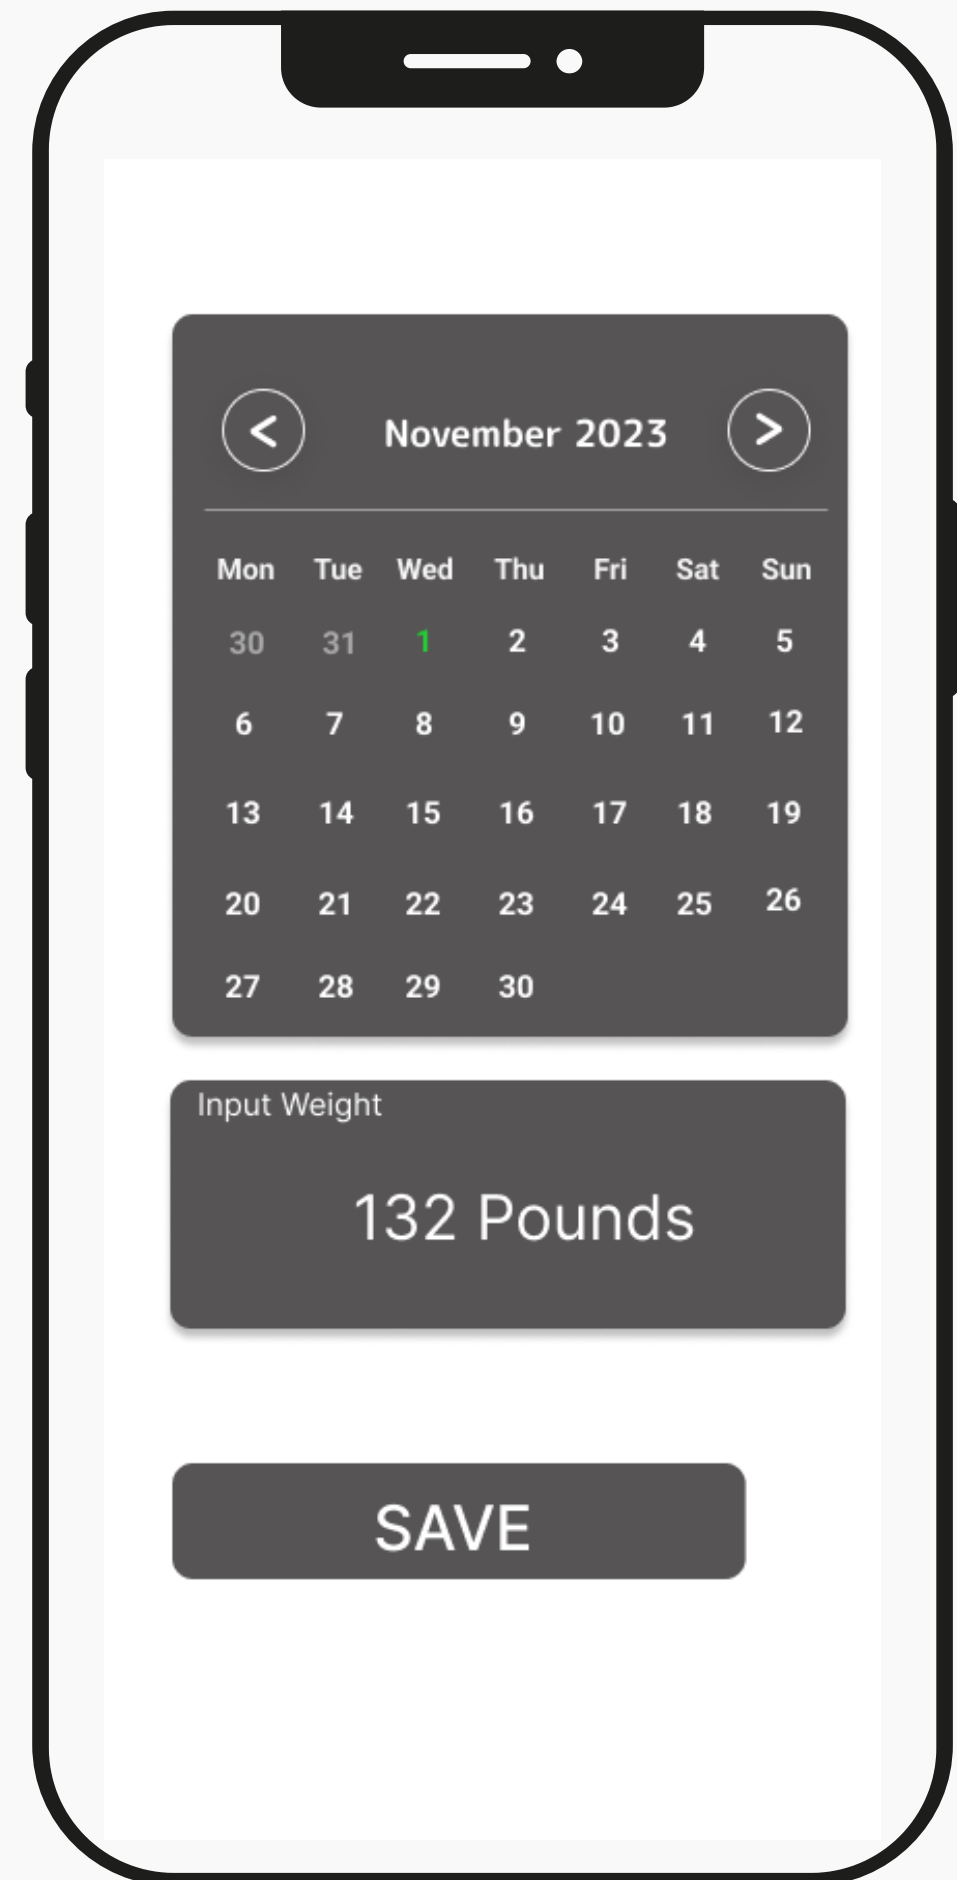 < November 2023 >
Mon Tue Wed Thu Fri Sat Sun
30 31 1 2 3 4 5
6 7 8 9 10 11 12
13 14 15 16 17 18 19
20 21 22 23 24 25 26
27 28 29 30
Input Weight
132 Pounds
SAVE